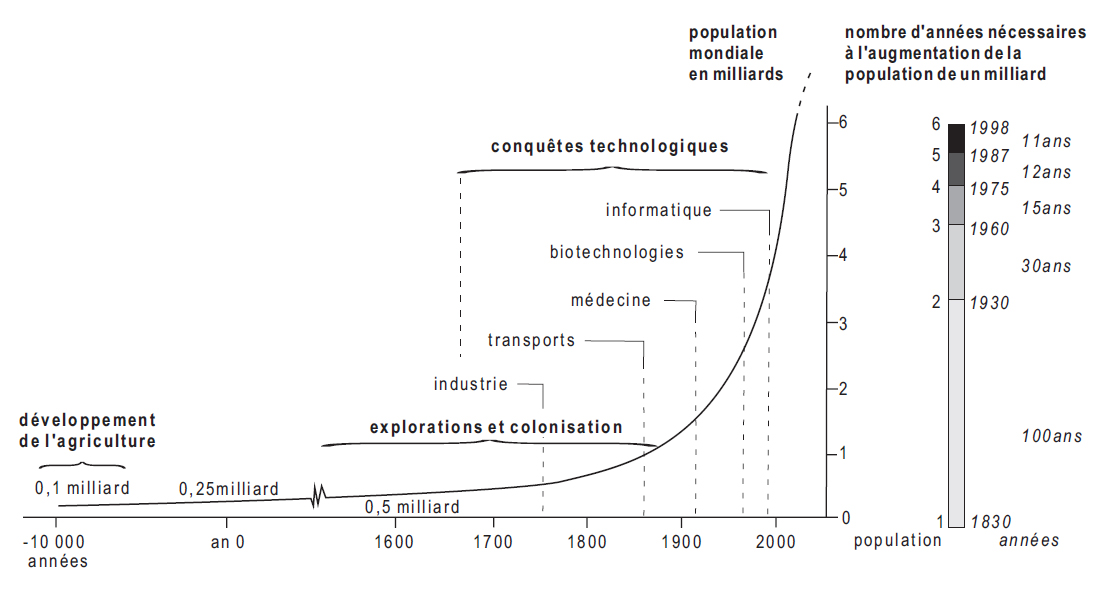 population
mondiale
en milliards
nombre d'années nécessaires
à l'augmentation de la
population de un milliard
conquêtes technologiques
informatique
biotechnologies
médecine
transports
industrie
explorations et colonisation
développement
de l'agriculture
0,1 milliard
0,25milliard
0,5 milliard
-10 000
années
an 0
1600
1700
1800
1900
2000
6
5
4
3
2
1
0
6 1998
11ans
5 1987
12ans
4 1975
15ans
3 1960
30ans
2 1930
100ans
1 1830
population années